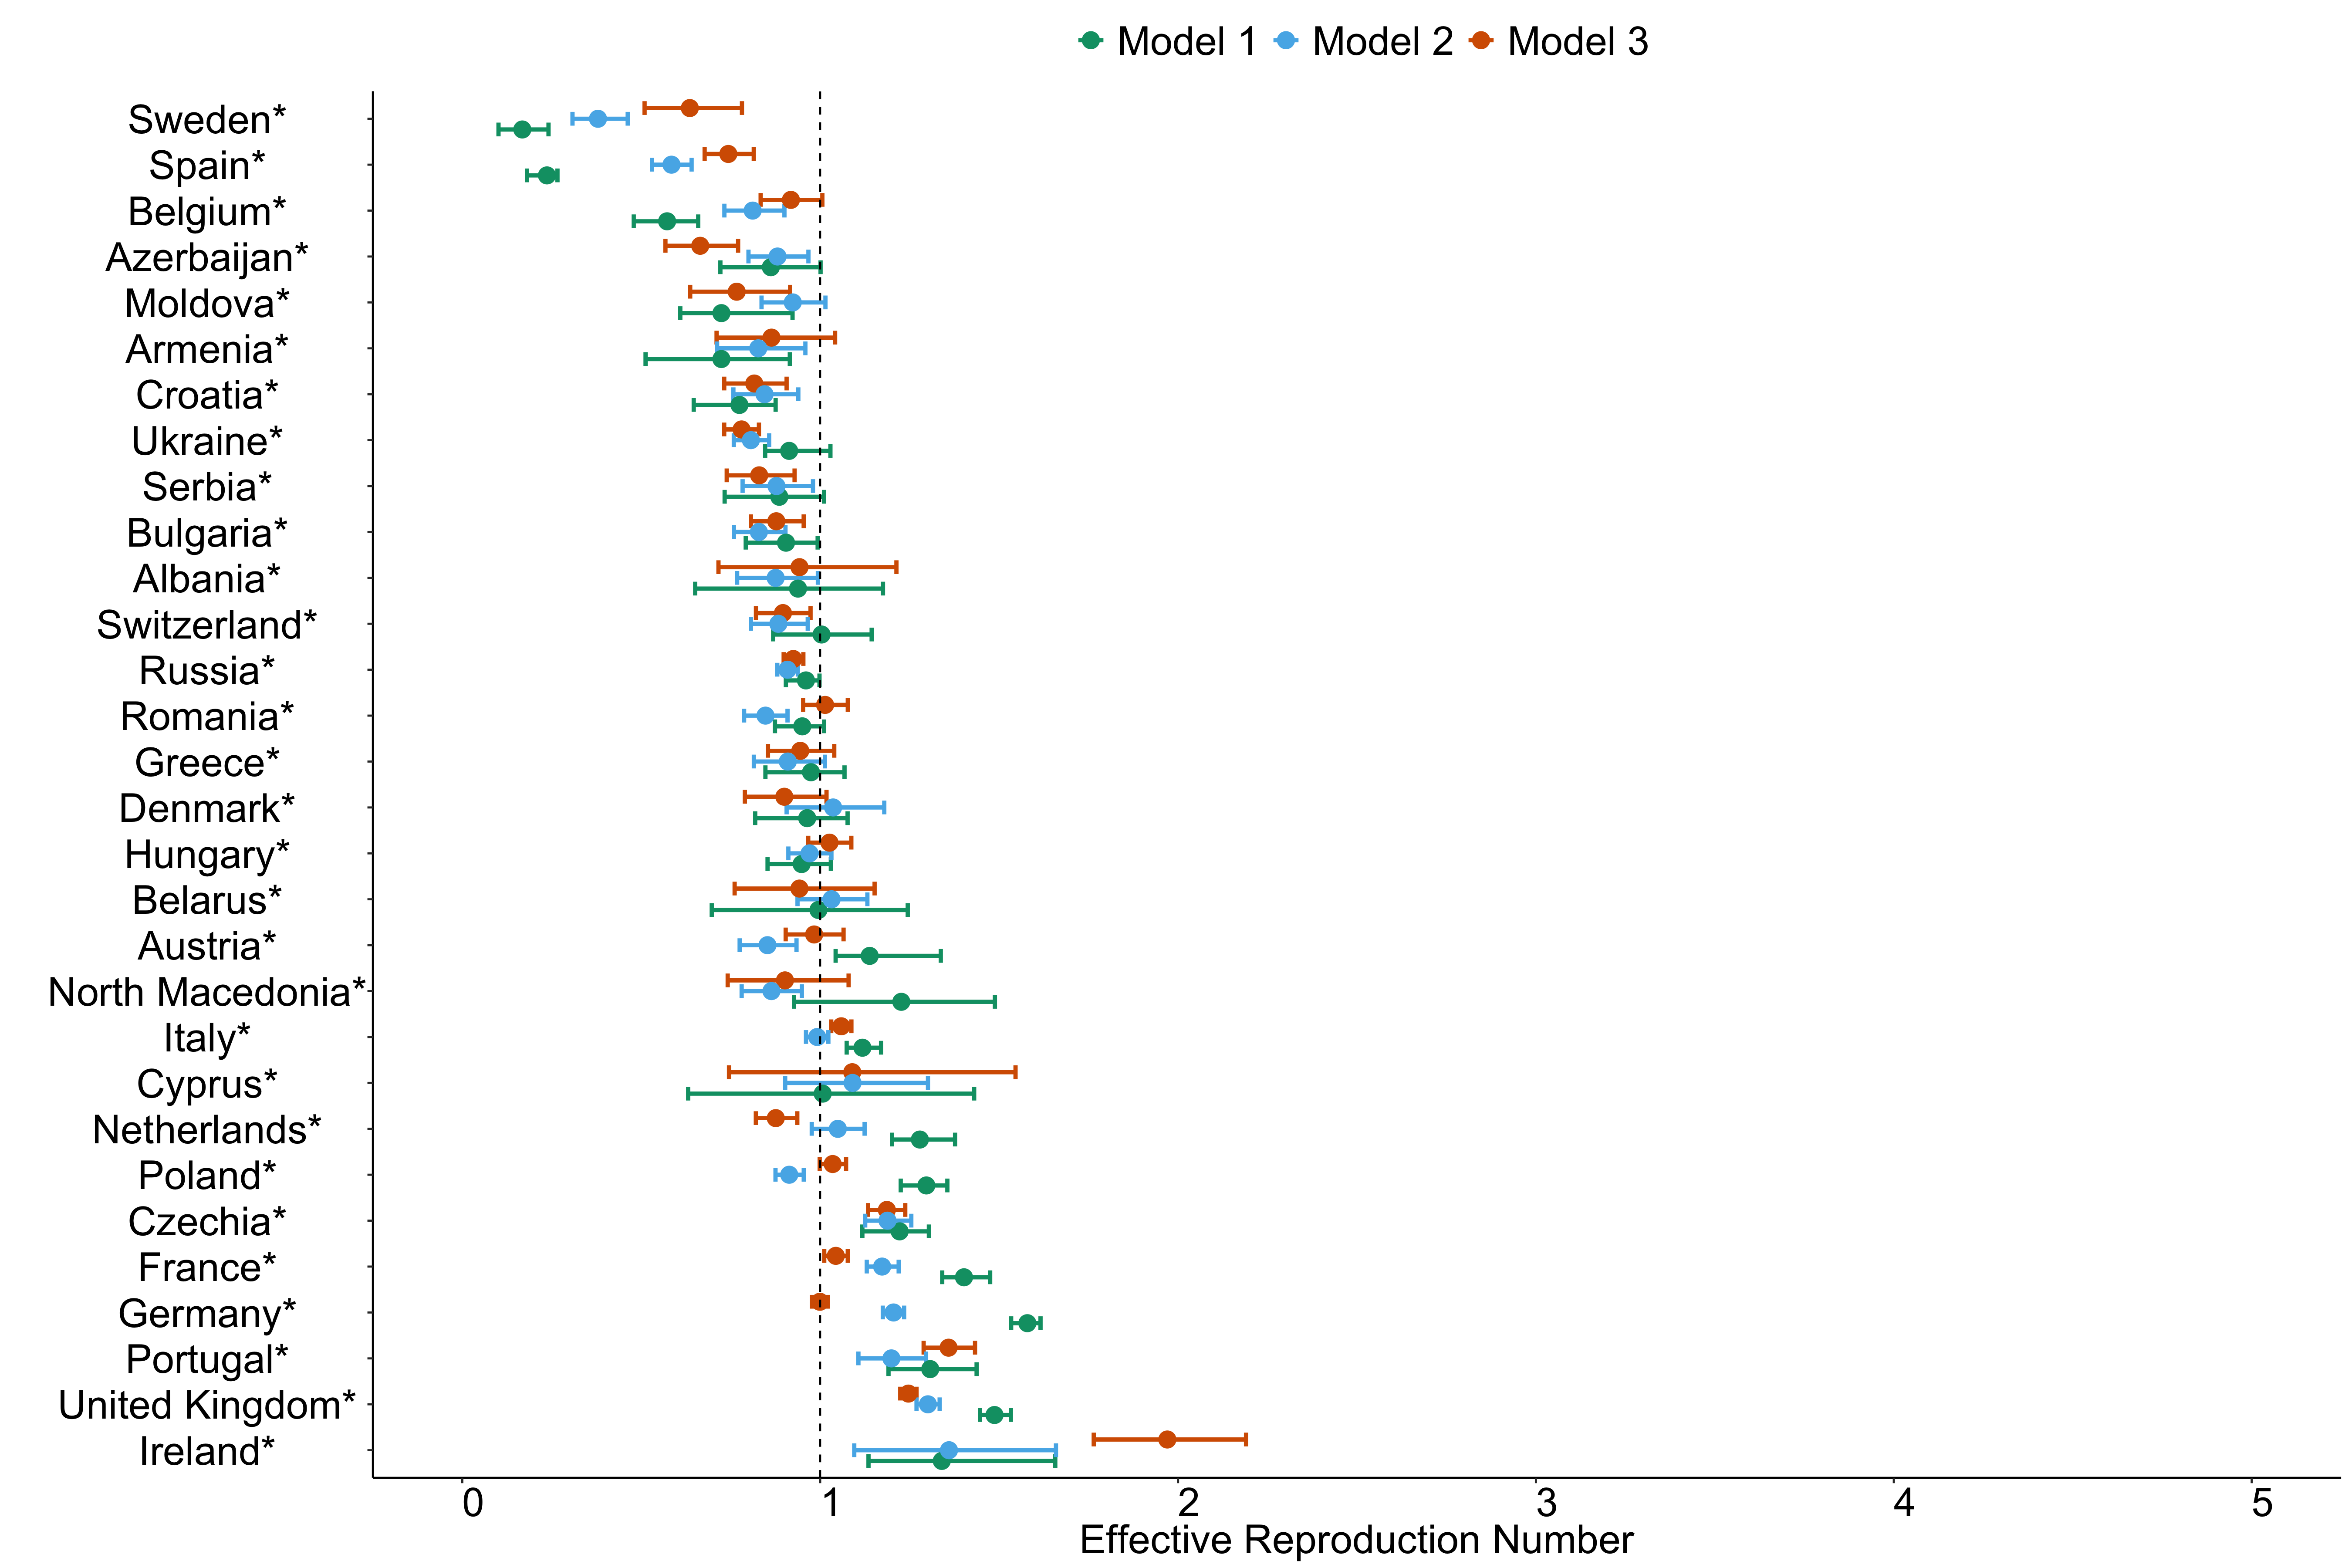 Model 1 Model 2 Model 3
Sweden*
Spain*
Belgium*
Azerbaijan*
Moldova*
Armenia*
Croatia*
Ukraine*
Serbia*
Bulgaria*
Albania*
Switzerland*
Russia*
Romania*
Greece*
Denmark*
Hungary*
Belarus*
Austria*
North Macedonia*
Italy*
Cyprus*
Netherlands*
Poland*
Czechia*
France*
Germany*
Portugal*
United Kingdom*
Ireland*
0 1 2 3 4 5
Effective Reproduction Number